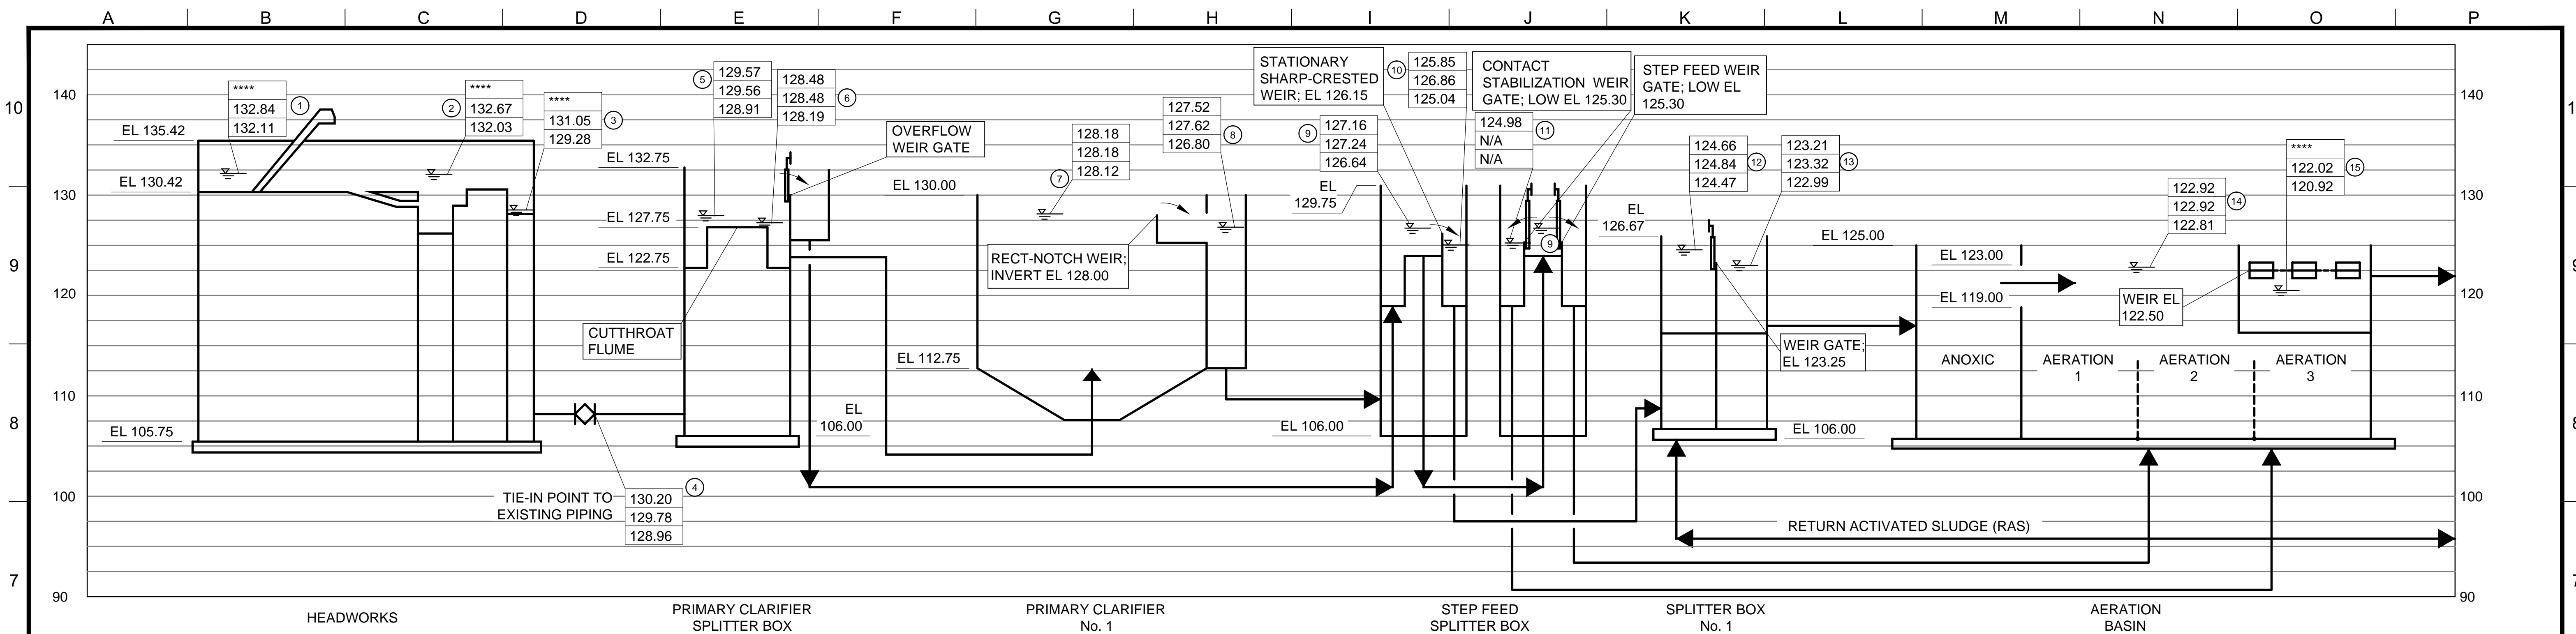 A B C D E F G H I J K L M N O P
10
9
8
7
1
9
8
7
140
130
120
110
100
90
140
130
120
110
100
90
EL 135.42
EL 130.42
EL 105.75
****
132.84
132.11
1
****
132.67
132.03
2
****
131.05
129.28
3
TIE-IN POINT TO
EXISTING PIPING
130.20
129.78
128.96
4
5
129.57
129.56
128.91
128.48
128.48
128.19
6
EL 132.75
EL 127.75
EL 122.75
CUTTHROAT
FLUME
OVERFLOW
WEIR GATE
EL 106.00
EL 130.00
EL 112.75
7
128.18
128.18
128.12
RECT-NOTCH WEIR;
INVERT EL 128.00
127.52
127.62
126.80
8
STATIONARY
SHARP-CRESTED
WEIR; EL 126.15
9
127.16
127.24
126.64
10
125.85
126.86
125.04
EL
129.75
EL 106.00
CONTACT
STABILIZATION WEIR
GATE; LOW EL 125.30
STEP FEED WEIR
GATE; LOW EL
125.30
124.98
N/A
N/A
11
9
EL
126.67
124.66
124.84
124.47
12
123.21
123.32
122.99
13
WEIR GATE;
EL 123.25
EL 106.00
EL 125.00
EL 123.00
EL 119.00
ANOXIC
AERATION
1
AERATION
2
AERATION
3
122.92
122.92
122.81
14
WEIR EL
122.50
****
122.02
120.92
15
RETURN ACTIVATED SLUDGE (RAS)
HEADWORKS
PRIMARY CLARIFIER
SPLITTER BOX
PRIMARY CLARIFIER
No. 1
STEP FEED
SPLITTER BOX
SPLITTER BOX
No. 1
AERATION
BASIN